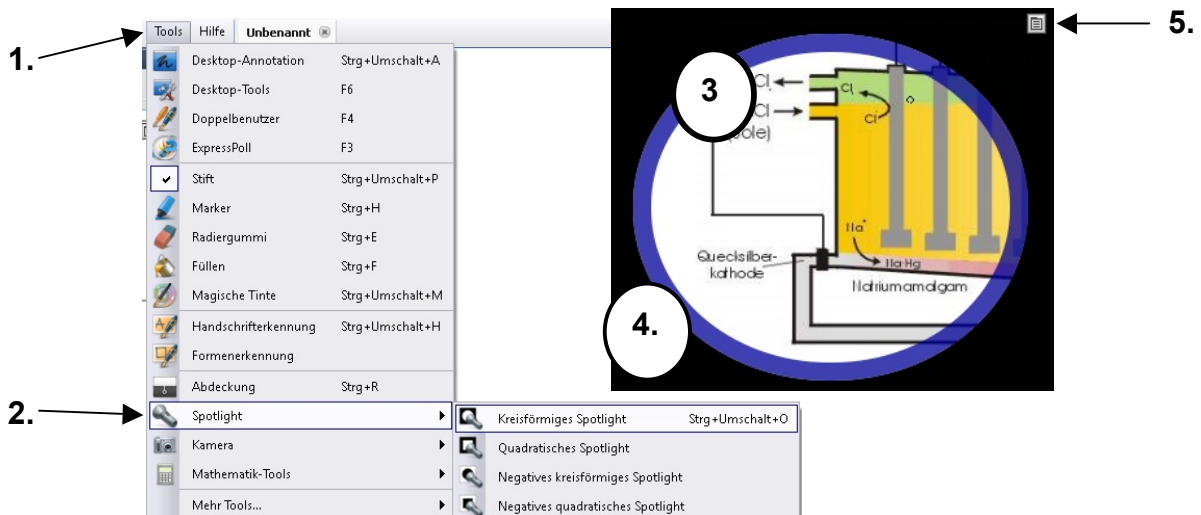 1.
Tools Hilfe Unbenannt
Desktop-Annotation Strg+Umschalt+A
Desktop-Tools F6
Doppelbenutzer F4
ExpressPoll F3
Stift Strg+Umschalt+P
Marker Strg+H
Radiergummi Strg+E
Füllen Strg+F
Magische Tinte Strg+Umschalt+M
Handschrifterkennung Strg+Umschalt+H
Formenerkennung
Abdeckung Strg+R
2.
Spotlight
Kamera
Mathematik-Tools
Mehr Tools...
Kreisförmiges Spotlight Strg+Umschalt+O
Quadratisches Spotlight
Negatives kreisförmiges Spotlight
Negatives quadratisches Spotlight
5.
3
Na⁺
Na-Hg
Quecksilber-
kathode
Natriumamalgam
4.